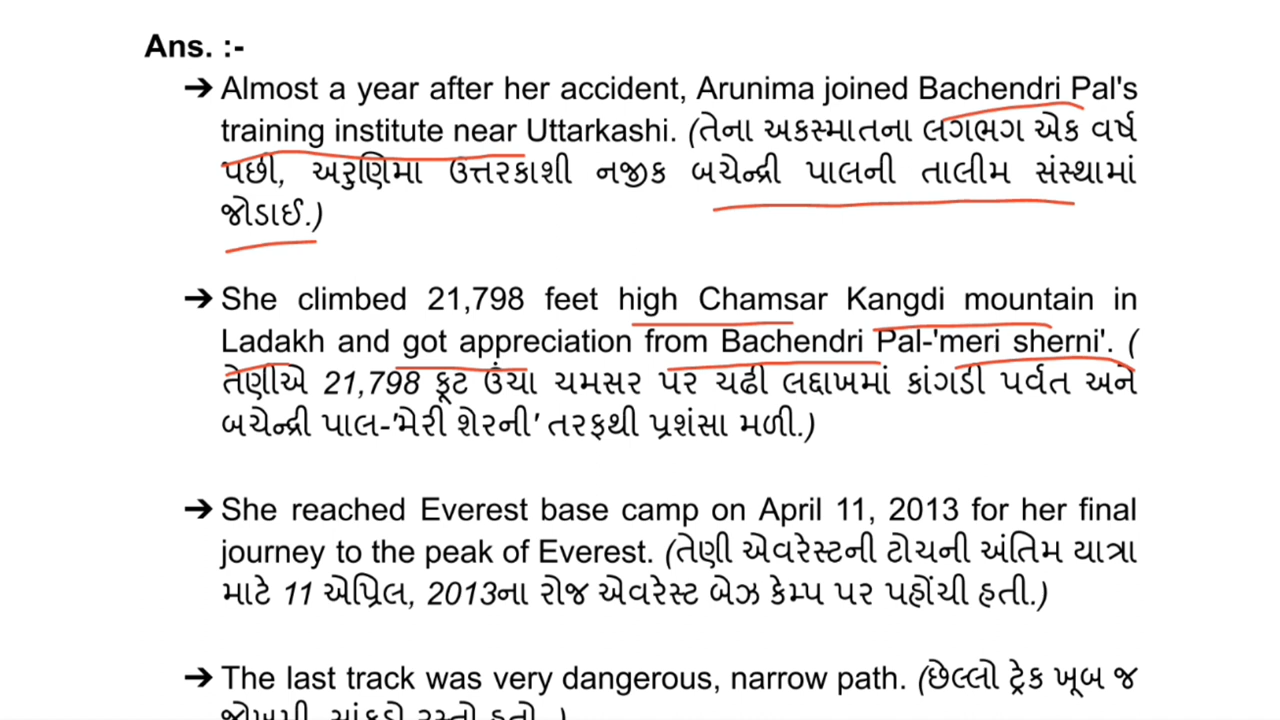 Ans. :-
➔ Almost a year after her accident, Arunima joined Bachendri Pal's
training institute near Uttarkashi. (તેના અકસ્માતના લગભગ એક વર્ષ
પછી, અરુણિમા ઉત્તરકાશી નજીક બચેન્દ્રી પાલની તાલીમ સંસ્થામાં
જોડાઈ.)
➔ She climbed 21,798 feet high Chamsar Kangdi mountain in
Ladakh and got appreciation from Bachendri Pal-'meri sherni'. (
તેણીએ 21,798 ફૂટ ઉંચા ચમસર પર ચઢી લદ્દાખમાં કાંગડી પર્વત અને
બચેન્દ્રી પાલ-'મેરી શેરની' તરફથી પ્રશંસા મળી.)
➔ She reached Everest base camp on April 11, 2013 for her final
journey to the peak of Everest. (તેણી એવરેસ્ટની ટોચની અંતિમ યાત્રા
માટે 11 એપ્રિલ, 2013ના રોજ એવરેસ્ટ બેઝ કેમ્પ પર પહોંચી હતી.)
➔ The last track was very dangerous, narrow path. (છેલ્લો ટ્રેક ખૂબ જ
જોખમી, સાંકડો રસ્તો હતો. )